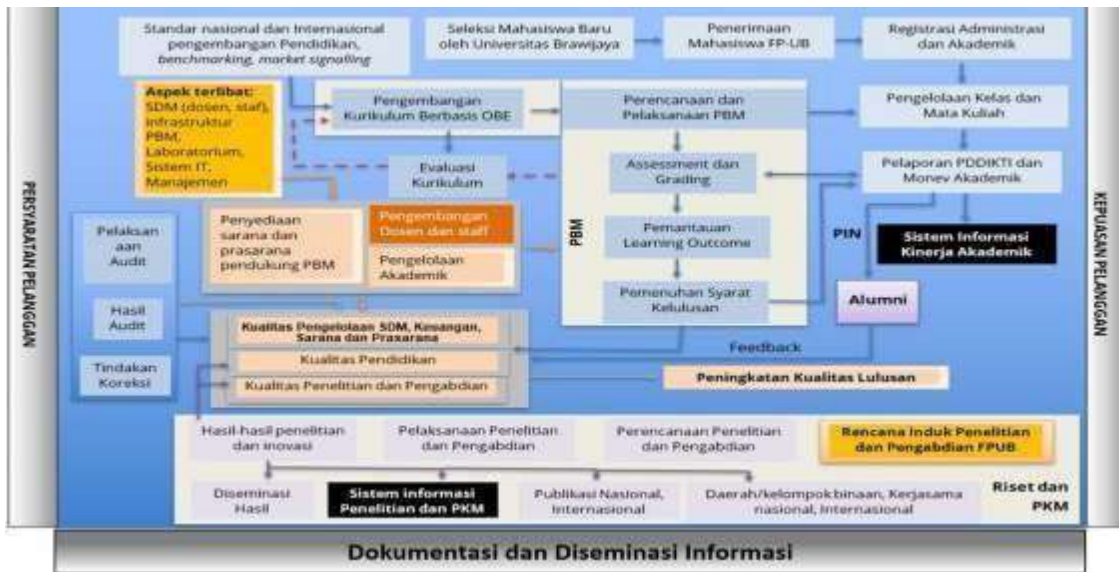 Standar nasional dan Internasional
pengembangan Pendidikan,
benchmarking, market signalling
Seleksi Mahasiswa Baru
oleh Universitas Brawijaya
Penerimaan
Mahasiswa FP-UB
Registrasi Administrasi
dan Akademik
Aspek terlibat:
SDM (dosen, staf),
Infrastruktur
PBM,
Laboratorium,
Sistem IT,
Manajemen
Pengembangan
Kurikulum Berbasis OBE
Perencanaan dan
Pelaksanaan PBM
Pengelolaan Kelas dan
Mata Kuliah
Evaluasi
Kurikulum
Assessment dan
Grading
Pelaporan PDDIKTI dan
Monev Akademik
PERSYARATAN PELANGGAN
KEPUASAN PELANGGAN
Pelaksan
aan
Audit
Penyediaan
sarana dan
prasarana
pendukung PBM
Pengembangan
Dosen dan staff
Pengelolaan
Akademik
PBM
Pemantauan
Learning Outcome
PIN
Sistem Informasi
Kinerja Akademik
Pemenuhan Syarat
Kelulusan
Alumni
Hasil
Audit
Kualitas Pengelolaan SDM, Keuangan,
Sarana dan Prasarana
Kualitas Pendidikan
Kualitas Penelitian dan Pengabdian
Feedback
Tindakan
Koreksi
Peningkatan Kualitas Lulusan
Hasil-hasil penelitian
dan inovasi
Pelaksanaan Penelitian
dan Pengabdian
Perencanaan Penelitian
dan Pengabdian
Rencana Induk Penelitian
dan Pengabdian FPUB
Diseminasi
Hasil
Sistem informasi
Penelitian dan PKM
Publikasi Nasional,
Internasional
Daerah/kelompok binaan, Kerjasama
nasional, Internasional
Riset dan
PKM
Dokumentasi dan Diseminasi Informasi